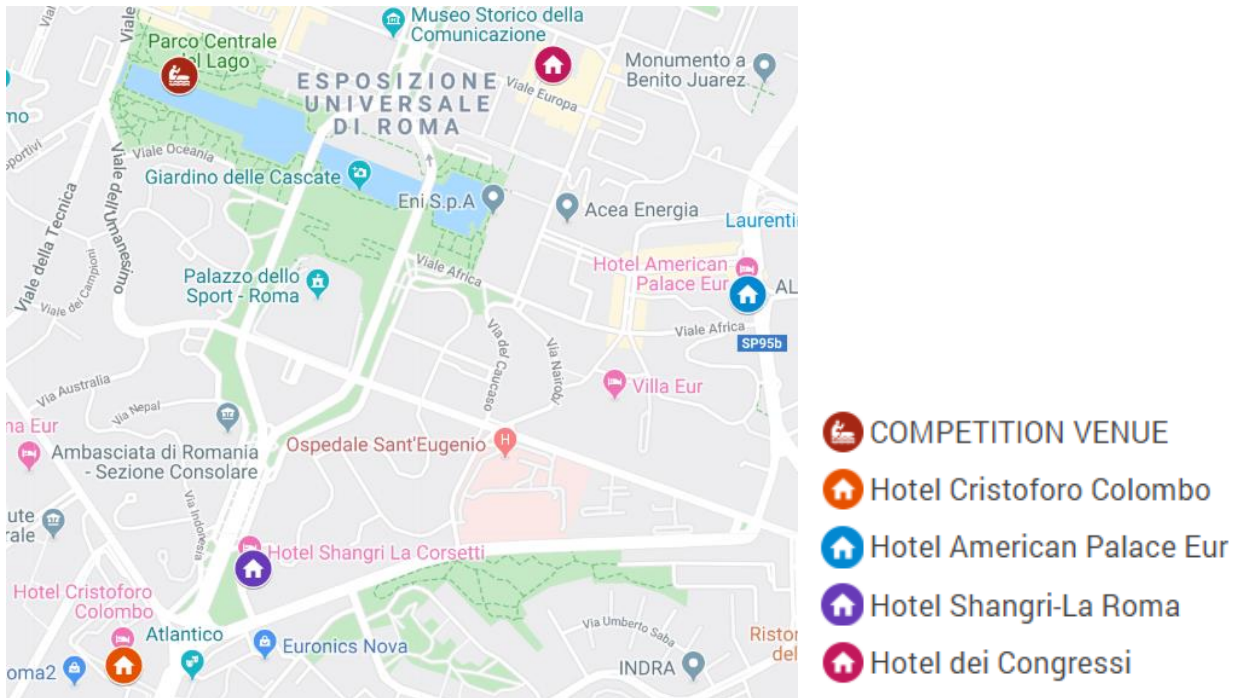 Museo Storico della
Comunicazione
Viale
Parco Centrale
del Lago
Monumento a
Benito Juarez
ESPOSIZIONE
UNIVERSALE
DI ROMA
Viale Europa
Viale Oceania
Giardino delle Cascate
Eni S.p.A
Acea Energia
Laurenti
Viale della Tecnica
Viale dell'Umanesimo
Viale dei Campioni
Palazzo dello
Sport - Roma
Viale Africa
Hotel American
Palace Eur
AL
Viale Africa
SP95b
Via del Caucaso
Via Nairobi
Villa Eur
Via Australia
Via Nepal
na Eur
Ambasciata di Romania
- Sezione Consolare
Ospedale Sant'Eugenio
H
Via Indonesia
ute
rale
Hotel Shangri La Corsetti
Hotel Cristoforo
Colombo
Atlantico
Euronics Nova
oma2
Via Umberto Saba
INDRA
Ristor
del
COMPETITION VENUE
Hotel Cristoforo Colombo
Hotel American Palace Eur
Hotel Shangri-La Roma
Hotel dei Congressi